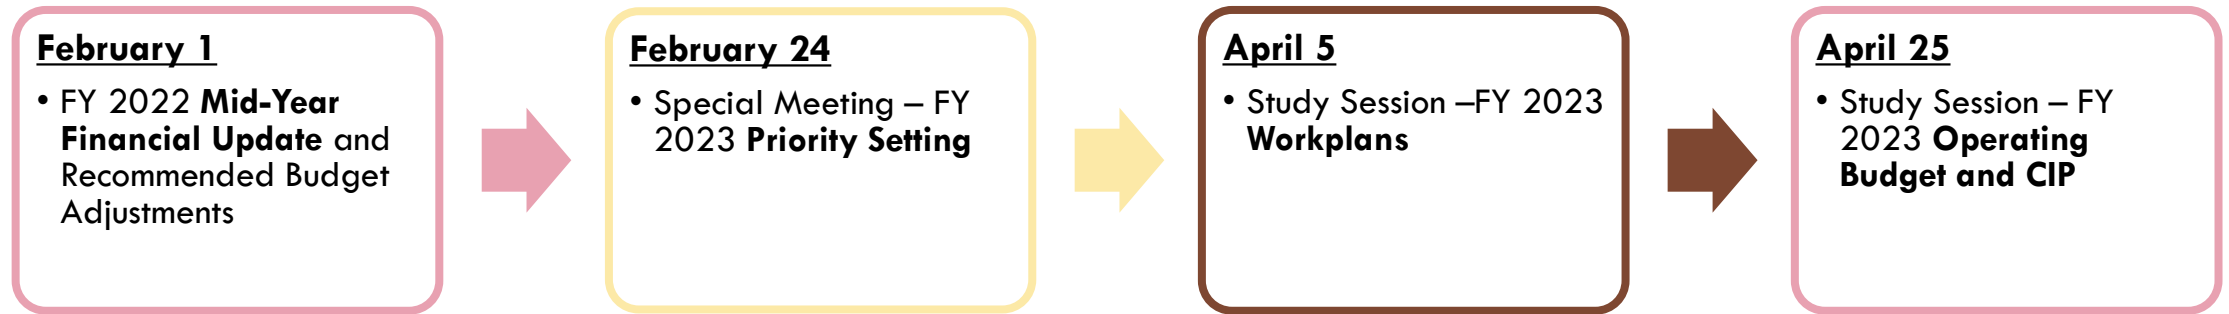 February 1
• FY 2022 Mid-Year
Financial Update and
Recommended Budget
Adjustments
February 24
• Special Meeting – FY
2023 Priority Setting
April 5
• Study Session –FY 2023
Workplans
April 25
• Study Session – FY
2023 Operating
Budget and CIP